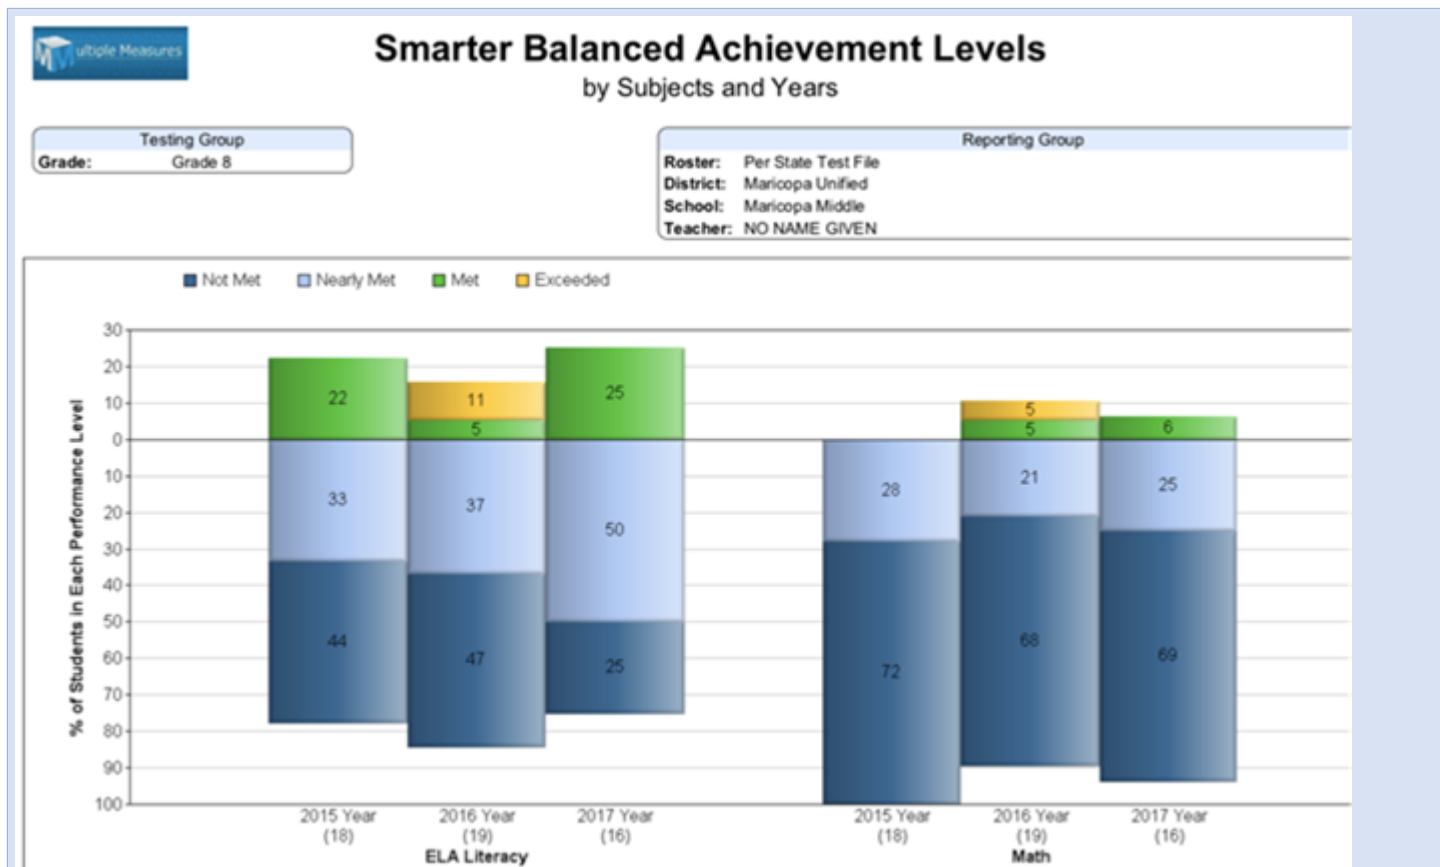 ultiple Measures
Smarter Balanced Achievement Levels
by Subjects and Years
Testing Group
Grade: Grade 8
Reporting Group
Roster: Per State Test File
District: Maricopa Unified
School: Maricopa Middle
Teacher: NO NAME GIVEN
Not Met Nearly Met Met Exceeded
% of Students in Each Performance Level
30
20
10
0
10
20
30
40
50
60
70
80
90
100
22
33
44
11
5
37
47
25
50
25
28
72
5
5
21
68
6
25
69
2015 Year 2016 Year 2017 Year 2015 Year 2016 Year 2017 Year
(18) (19) (16) (18) (19) (16)
ELA Literacy Math